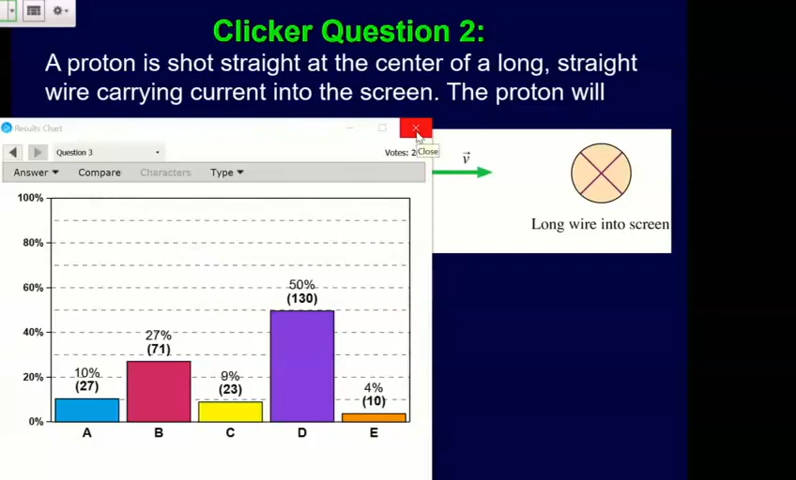 Clicker Question 2:
A proton is shot straight at the center of a long, straight
wire carrying current into the screen. The proton will
Results Chart
Question 3
Votes: 2
Close
Answer
Compare
Characters
Type
v
Long wire into screen
100%
80%
60%
40%
20%
0%
10%
(27)
27%
(71)
9%
(23)
50%
(130)
4%
(10)
A B C D E